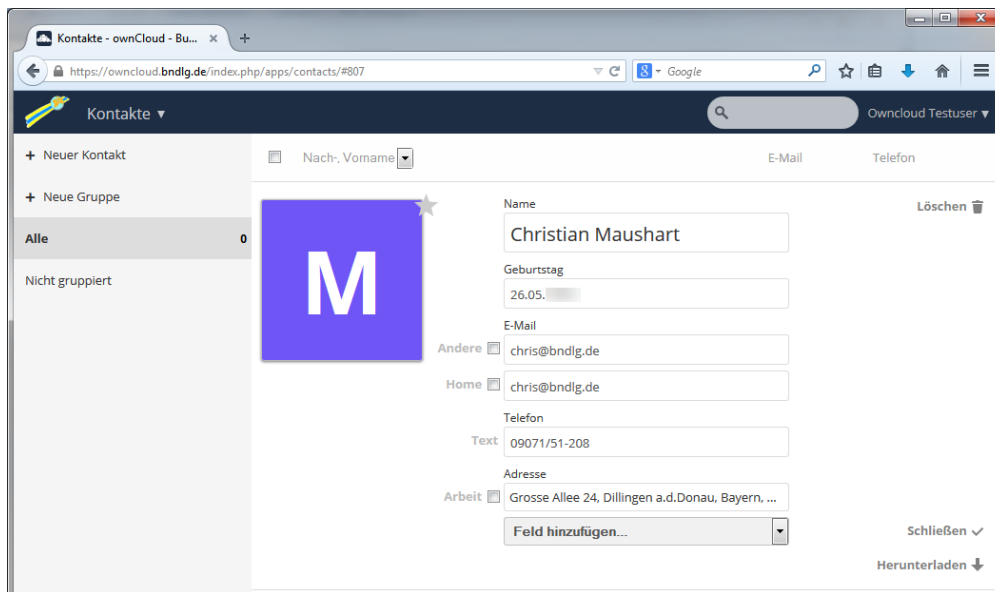 Kontakte - ownCloud - Bu... × +
https://owncloud.bndlg.de/index.php/apps/contacts/#807
8 Google
Kontakte ▾
Owncloud Testuser ▾
+ Neuer Kontakt
Nach-, Vorname
E-Mail
Telefon
+ Neue Gruppe
Alle 0
Nicht gruppiert
M
Name
Löschen
Christian Maushart
Geburtstag
26.05.
E-Mail
Andere chris@bndlg.de
Home chris@bndlg.de
Telefon
Text 09071/51-208
Adresse
Arbeit Grosse Allee 24, Dillingen a.d.Donau, Bayern, ...
Feld hinzufügen...
Schließen
Herunterladen